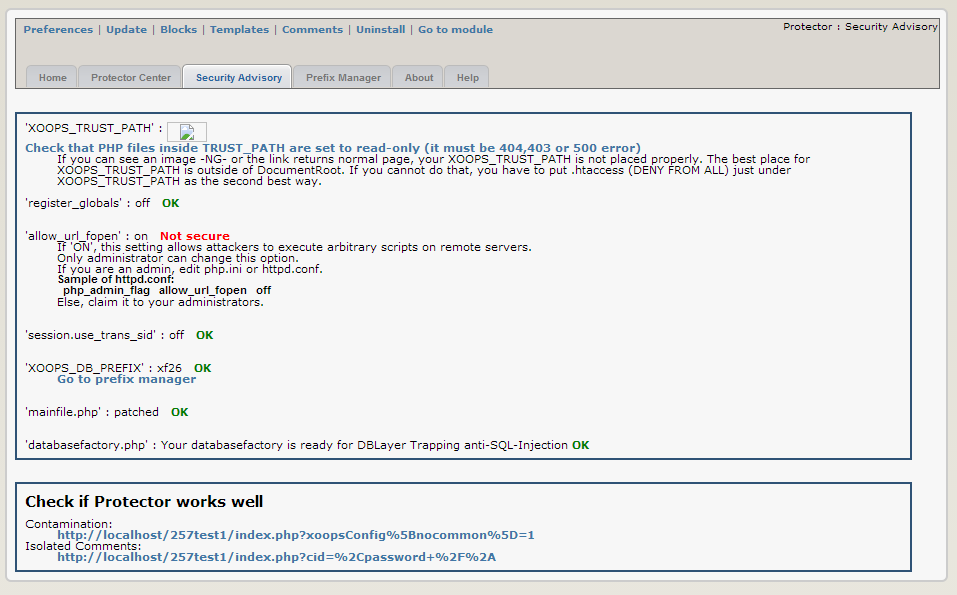 Preferences | Update | Blocks | Templates | Comments | Uninstall | Go to module
Protector : Security Advisory
Home
Protector Center
Security Advisory
Prefix Manager
About
Help
'XOOPS_TRUST_PATH' :
Check that PHP files inside TRUST_PATH are set to read-only (it must be 404,403 or 500 error)
If you can see an image -NG- or the link returns normal page, your XOOPS_TRUST_PATH is not placed properly. The best place for
XOOPS_TRUST_PATH is outside of DocumentRoot. If you cannot do that, you have to put .htaccess (DENY FROM ALL) just under
XOOPS_TRUST_PATH as the second best way.
'register_globals' : off OK
'allow_url_fopen' : on Not secure
If 'ON', this setting allows attackers to execute arbitrary scripts on remote servers.
Only administrator can change this option.
If you are an admin, edit php.ini or httpd.conf.
Sample of httpd.conf:
php_admin_flag allow_url_fopen off
Else, claim it to your administrators.
'session.use_trans_sid' : off OK
'XOOPS_DB_PREFIX' : xf26 OK
Go to prefix manager
'mainfile.php' : patched OK
'databasefactory.php' : Your databasefactory is ready for DBLayer Trapping anti-SQL-Injection OK
Check if Protector works well
Contamination:
http://localhost/257test1/index.php?xoopsConfig%5Bnocommon%5D=1
Isolated Comments:
http://localhost/257test1/index.php?cid=%2Cpassword+%2F%2A